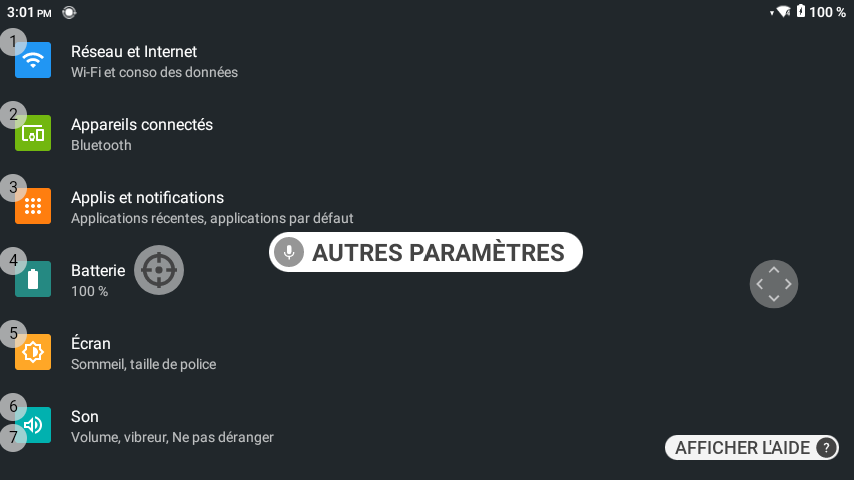 3:01 PM
100 %
1
Réseau et Internet
Wi-Fi et conso des données
2
Appareils connectés
Bluetooth
3
Applis et notifications
Applications récentes, applications par défaut
AUTRES PARAMÈTRES
4
Batterie
100 %
5
Écran
Sommeil, taille de police
6
Son
7
Volume, vibreur, Ne pas déranger
AFFICHER L'AIDE ?